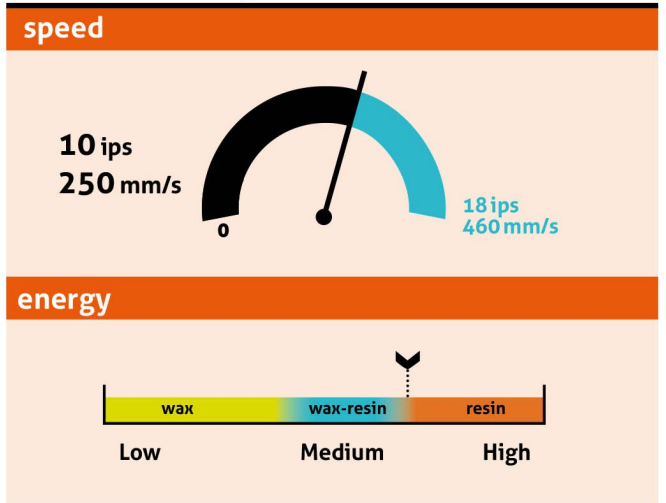 speed
10 ips
250 mm/s
0
18 ips
460 mm/s
energy
wax wax-resin resin
Low Medium High